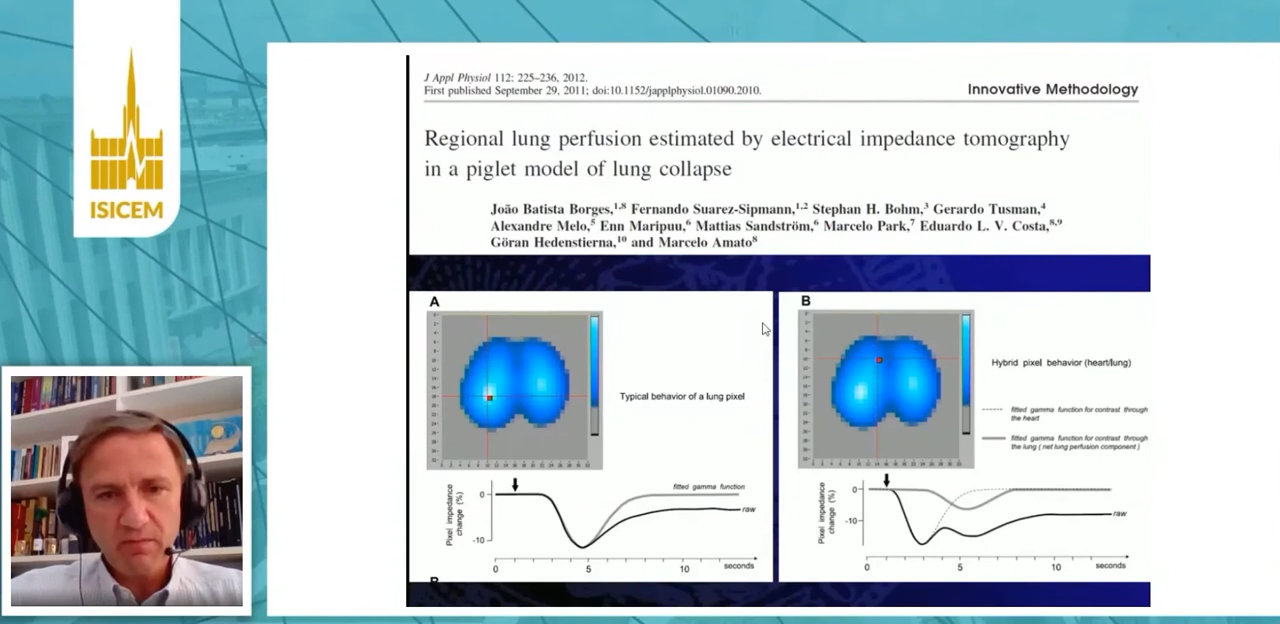 ISICEM
J Appl Physiol 112: 225–236, 2012.
First published September 29, 2011; doi:10.1152/japplphysiol.01090.2010.
Innovative Methodology
Regional lung perfusion estimated by electrical impedance tomography
in a piglet model of lung collapse
João Batista Borges,1,8 Fernando Suarez-Sipmann,1,2 Stephan H. Bohm,3 Gerardo Tusman,4
Alexandre Melo,5 Enn Maripuu,6 Mattias Sandström,6 Marcelo Park,7 Eduardo L. V. Costa,8,9
Göran Hedenstierna,10 and Marcelo Amato8
A
Typical behavior of a lung pixel
fitted gamma function
raw
Pixel impedance
change (%)
0
-10
0 5 10 seconds
B
Hybrid pixel behavior (heart/lung)
fitted gamma function for contrast through
the heart
fitted gamma function for contrast through
the lung ( net lung perfusion component )
raw
Pixel impedance
change (%)
0
-10
0 5 10 seconds